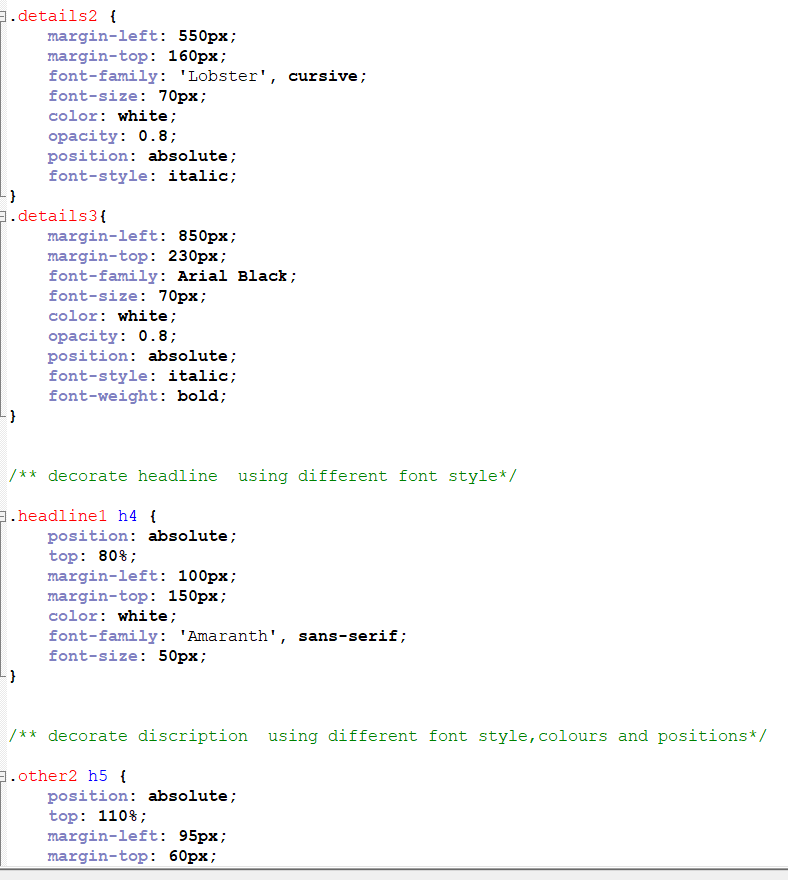 .details2 {
margin-left: 550px;
margin-top: 160px;
font-family: 'Lobster', cursive;
font-size: 70px;
color: white;
opacity: 0.8;
position: absolute;
font-style: italic;
}
.details3{
margin-left: 850px;
margin-top: 230px;
font-family: Arial Black;
font-size: 70px;
color: white;
opacity: 0.8;
position: absolute;
font-style: italic;
font-weight: bold;
}
/** decorate headline  using different font style*/
.headline1 h4 {
position: absolute;
top: 80%;
margin-left: 100px;
margin-top: 150px;
color: white;
font-family: 'Amaranth', sans-serif;
font-size: 50px;
}
/** decorate discription  using different font style,colours and positions*/
.other2 h5 {
position: absolute;
top: 110%;
margin-left: 95px;
margin-top: 60px;